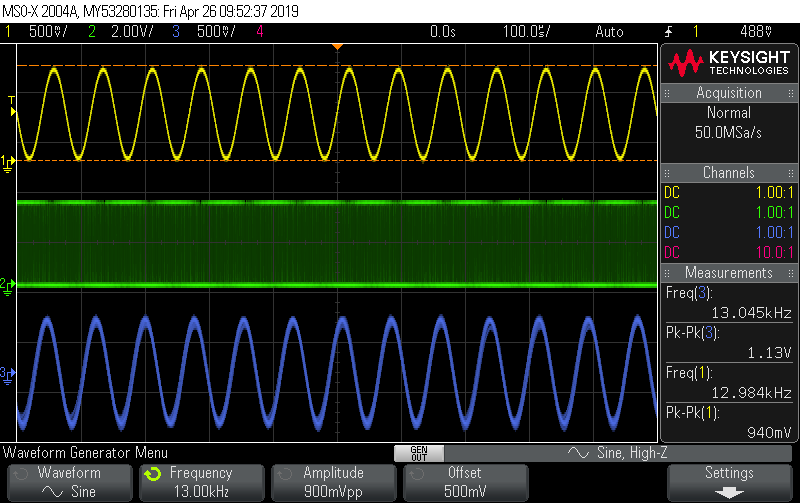 MSO-X 2004A, MY53280135: Fri Apr 26 09:52:37 2019
1 500mV/ 2 2.00V/ 3 500mV/ 4 0.0s 100.0us/ Auto 1 488mV
KEYSIGHT
TECHNOLOGIES
Acquisition
Normal
50.0MSa/s
Channels
DC 1.00:1
DC 1.00:1
DC 1.00:1
DC 10.0:1
Measurements
Freq(3):
13.045kHz
Pk-Pk(3):
1.13V
Freq(1):
12.984kHz
Pk-Pk(1):
940mV
T
1
2
3
Waveform Generator Menu
GEN
OUT
Sine, High-Z
Waveform
Sine
Frequency
13.00kHz
Amplitude
900mVpp
Offset
500mV
Settings